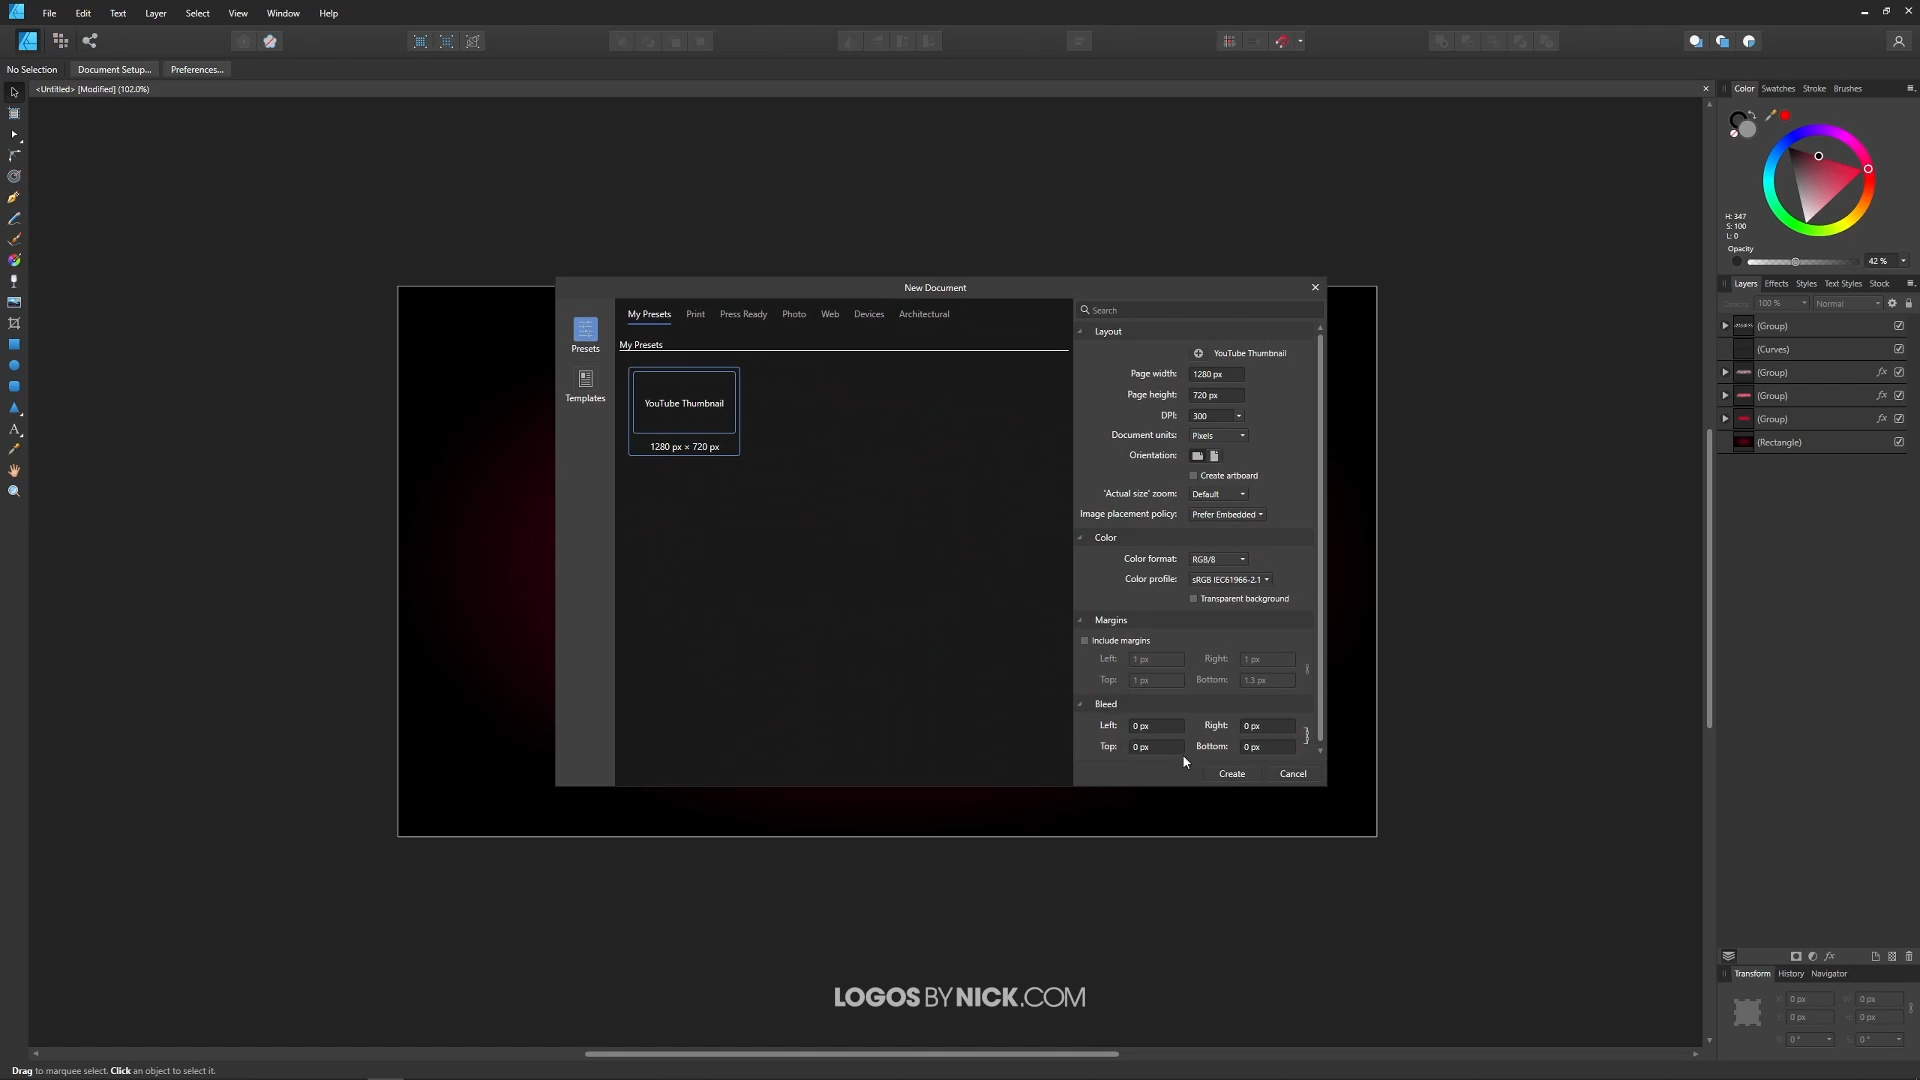 File Edit Text Layer Select View Window Help
No Selection Document Setup... Preferences...
<Untitled> [Modified] (102.0%)
Color Swatches Stroke Brushes
H: 347
S: 100
L: 0
Opacity
42 %
Layers Effects Styles Text Styles Stock
Opacity: 100 % Normal
(Group)
(Curves)
(Group)
(Group)
(Group)
(Rectangle)
New Document
Presets
Templates
My Presets Print Press Ready Photo Web Devices Architectural
My Presets
YouTube Thumbnail
1280 px × 720 px
Search
Layout
YouTube Thumbnail
Page width: 1280 px
Page height: 720 px
DPI: 300
Document units: Pixels
Orientation:
Create artboard
'Actual size' zoom: Default
Image placement policy: Prefer Embedded
Color
Color format: RGB/8
Color profile: sRGB IEC61966-2.1
Transparent background
Margins
Include margins
Left: 1 px Right: 1 px
Top: 1 px Bottom: 1.3 px
Bleed
Left: 0 px Right: 0 px
Top: 0 px Bottom: 0 px
Create Cancel
LOGOS BY NICK.COM
Transform History Navigator
X: 0 px W: 0 px
Y: 0 px H: 0 px
R: 0 ° S: 0 °
Drag to marquee select. Click an object to select it.